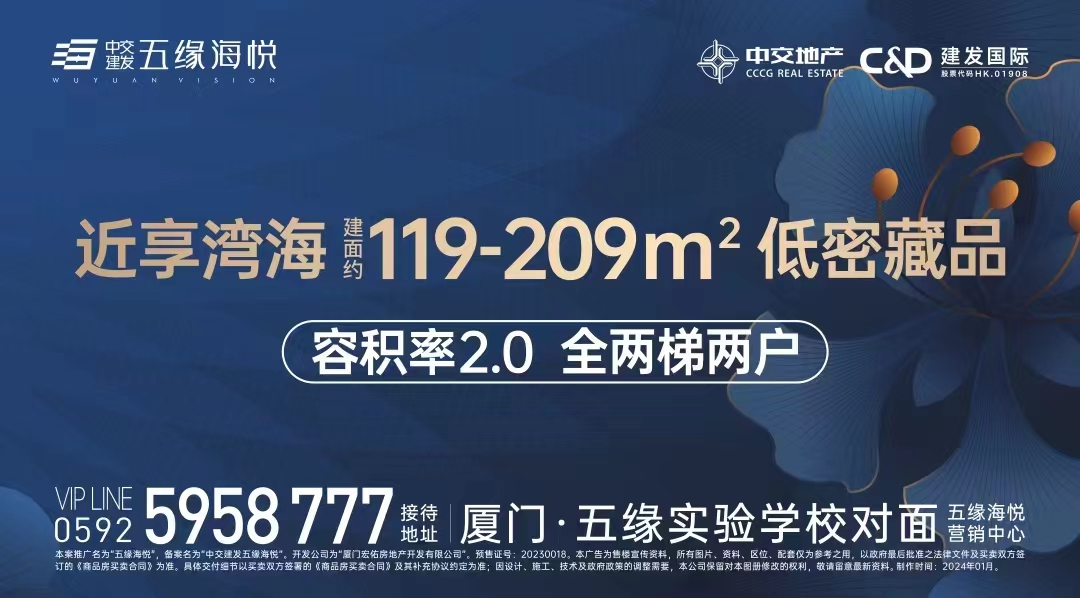 中交建发 五缘海悦
WUYUAN VISION
中交地产
CCCG REAL ESTATE
C&D 建发国际
股票代码HK.01908
近享湾海 建面约 119-209m² 低密藏品
容积率2.0 全两梯两户
VIP LINE
0592 5958 777
接待地址
厦门·五缘实验学校对面
五缘海悦
营销中心
本案推广名为“五缘海悦”，备案名为“中交建发五缘海悦”。开发公司为“厦门宏佑房地产开发有限公司”。预售证号：20230018。本广告为售楼宣传资料，所有图片、资料、区位、配套仅为参考之用，以政府最后批准之法律文件及买卖双方签
订的《商品房买卖合同》为准。具体交付细节以买卖双方签署的《商品房买卖合同》及其补充协议约定为准；因设计、施工、技术及政府政策的调整需要，本公司保留对本图册修改的权利，敬请留意最新资料。制作时间：2024年01月。